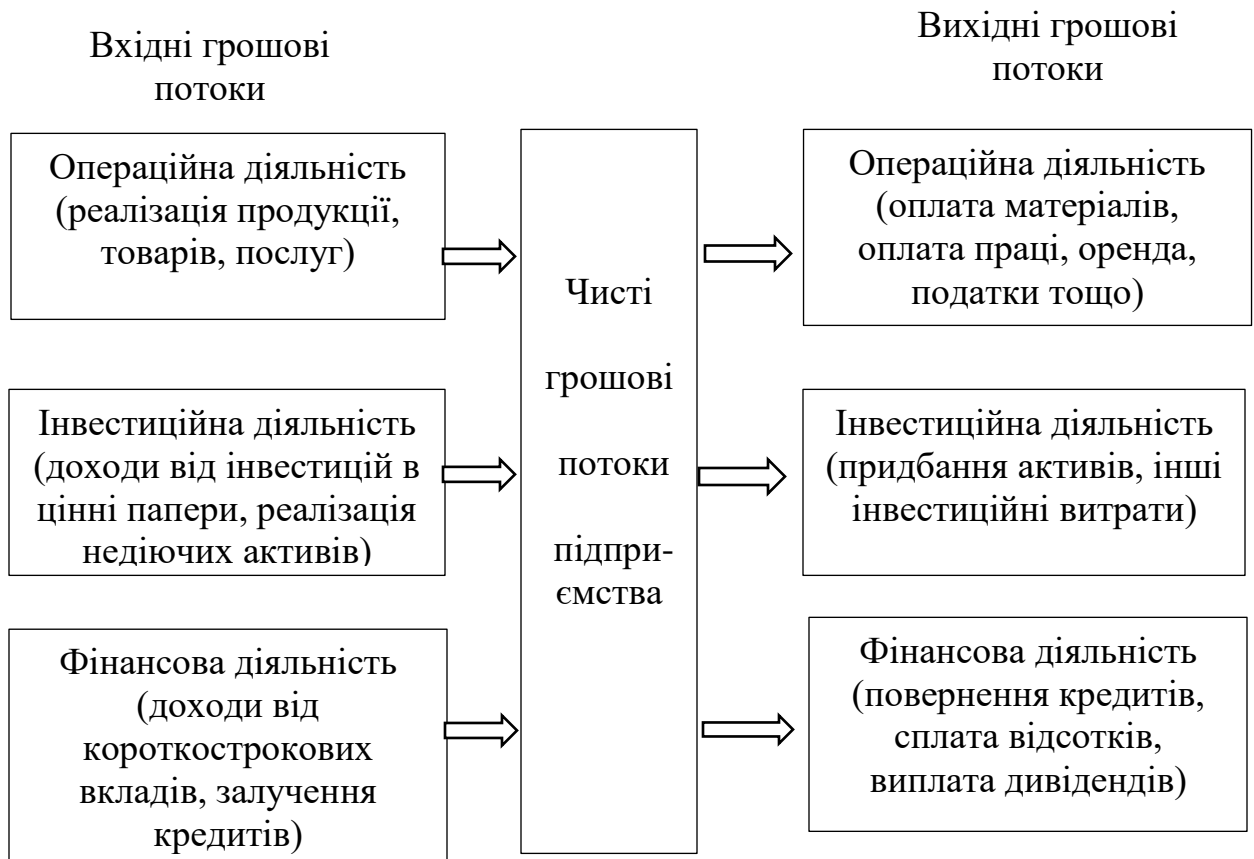 Вхідні грошові
потоки
Вихідні грошові
потоки
Операційна діяльність
(реалізація продукції,
товарів, послуг)
Інвестиційна діяльність
(доходи від інвестицій в
цінні папери, реалізація
недіючих активів)
Фінансова діяльність
(доходи від
короткострокових
вкладів, залучення
кредитів)
Чисті
грошові
потоки
підпри-
ємства
Операційна діяльність
(оплата матеріалів,
оплата праці, оренда,
податки тощо)
Інвестиційна діяльність
(придбання активів, інші
інвестиційні витрати)
Фінансова діяльність
(повернення кредитів,
сплата відсотків,
виплата дивідендів)